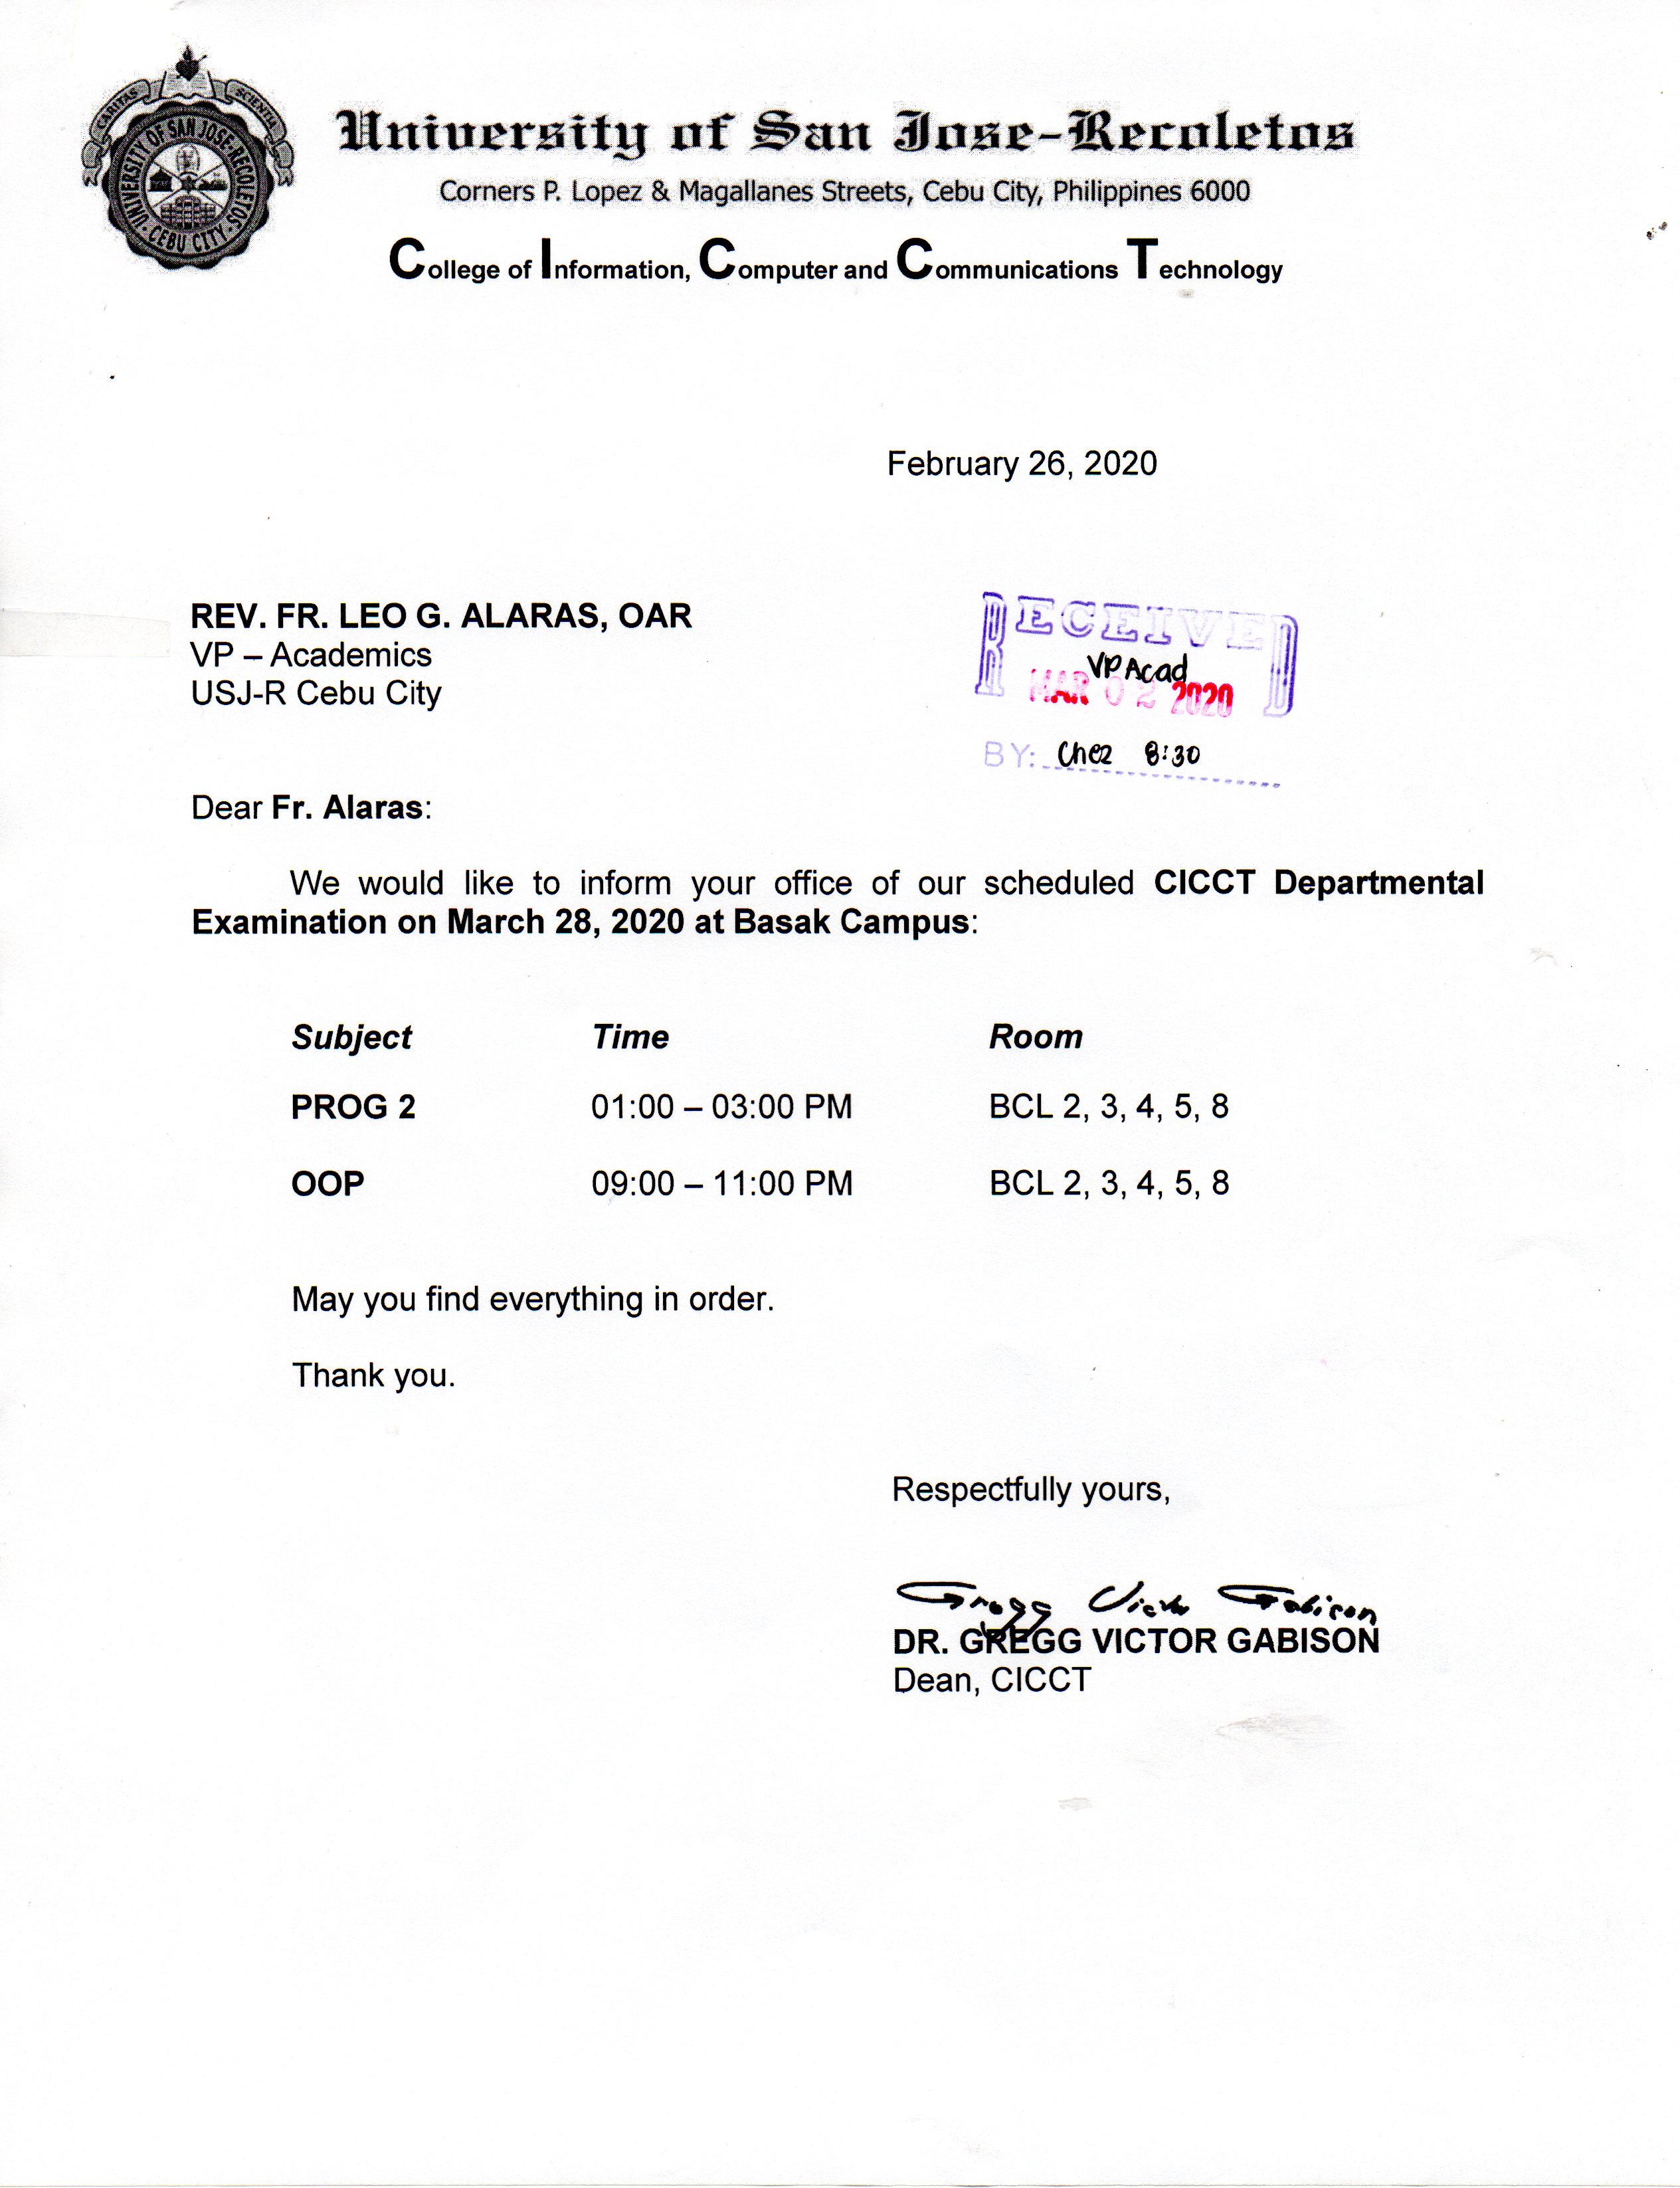 CARITAS SCIENTIA
UNIVERSITY OF SAN JOSE-RECOLETOS
· CEBU CITY ·
University of San Jose-Recoletos
Corners P. Lopez & Magallanes Streets, Cebu City, Philippines 6000
College of Information, Computer and Communications Technology
February 26, 2020
REV. FR. LEO G. ALARAS, OAR
VP – Academics
USJ-R Cebu City
RECEIVED
VP Acad
MAR 02 2020
BY: Chez 8:30
Dear Fr. Alaras:
We would like to inform your office of our scheduled CICCT Departmental
Examination on March 28, 2020 at Basak Campus:
Subject Time Room
PROG 2 01:00 – 03:00 PM BCL 2, 3, 4, 5, 8
OOP 09:00 – 11:00 PM BCL 2, 3, 4, 5, 8
May you find everything in order.
Thank you.
Respectfully yours,
Gregg Victor Gabison
DR. GREGG VICTOR GABISON
Dean, CICCT